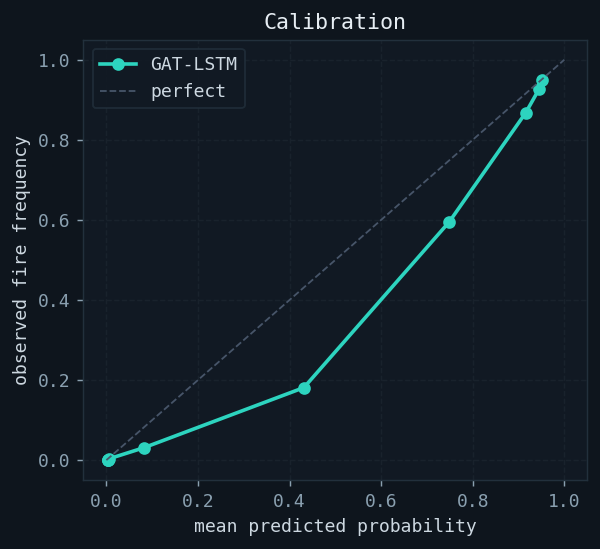 Calibration
GAT-LSTM
perfect
observed fire frequency
1.0
0.8
0.6
0.4
0.2
0.0
0.0 0.2 0.4 0.6 0.8 1.0
mean predicted probability